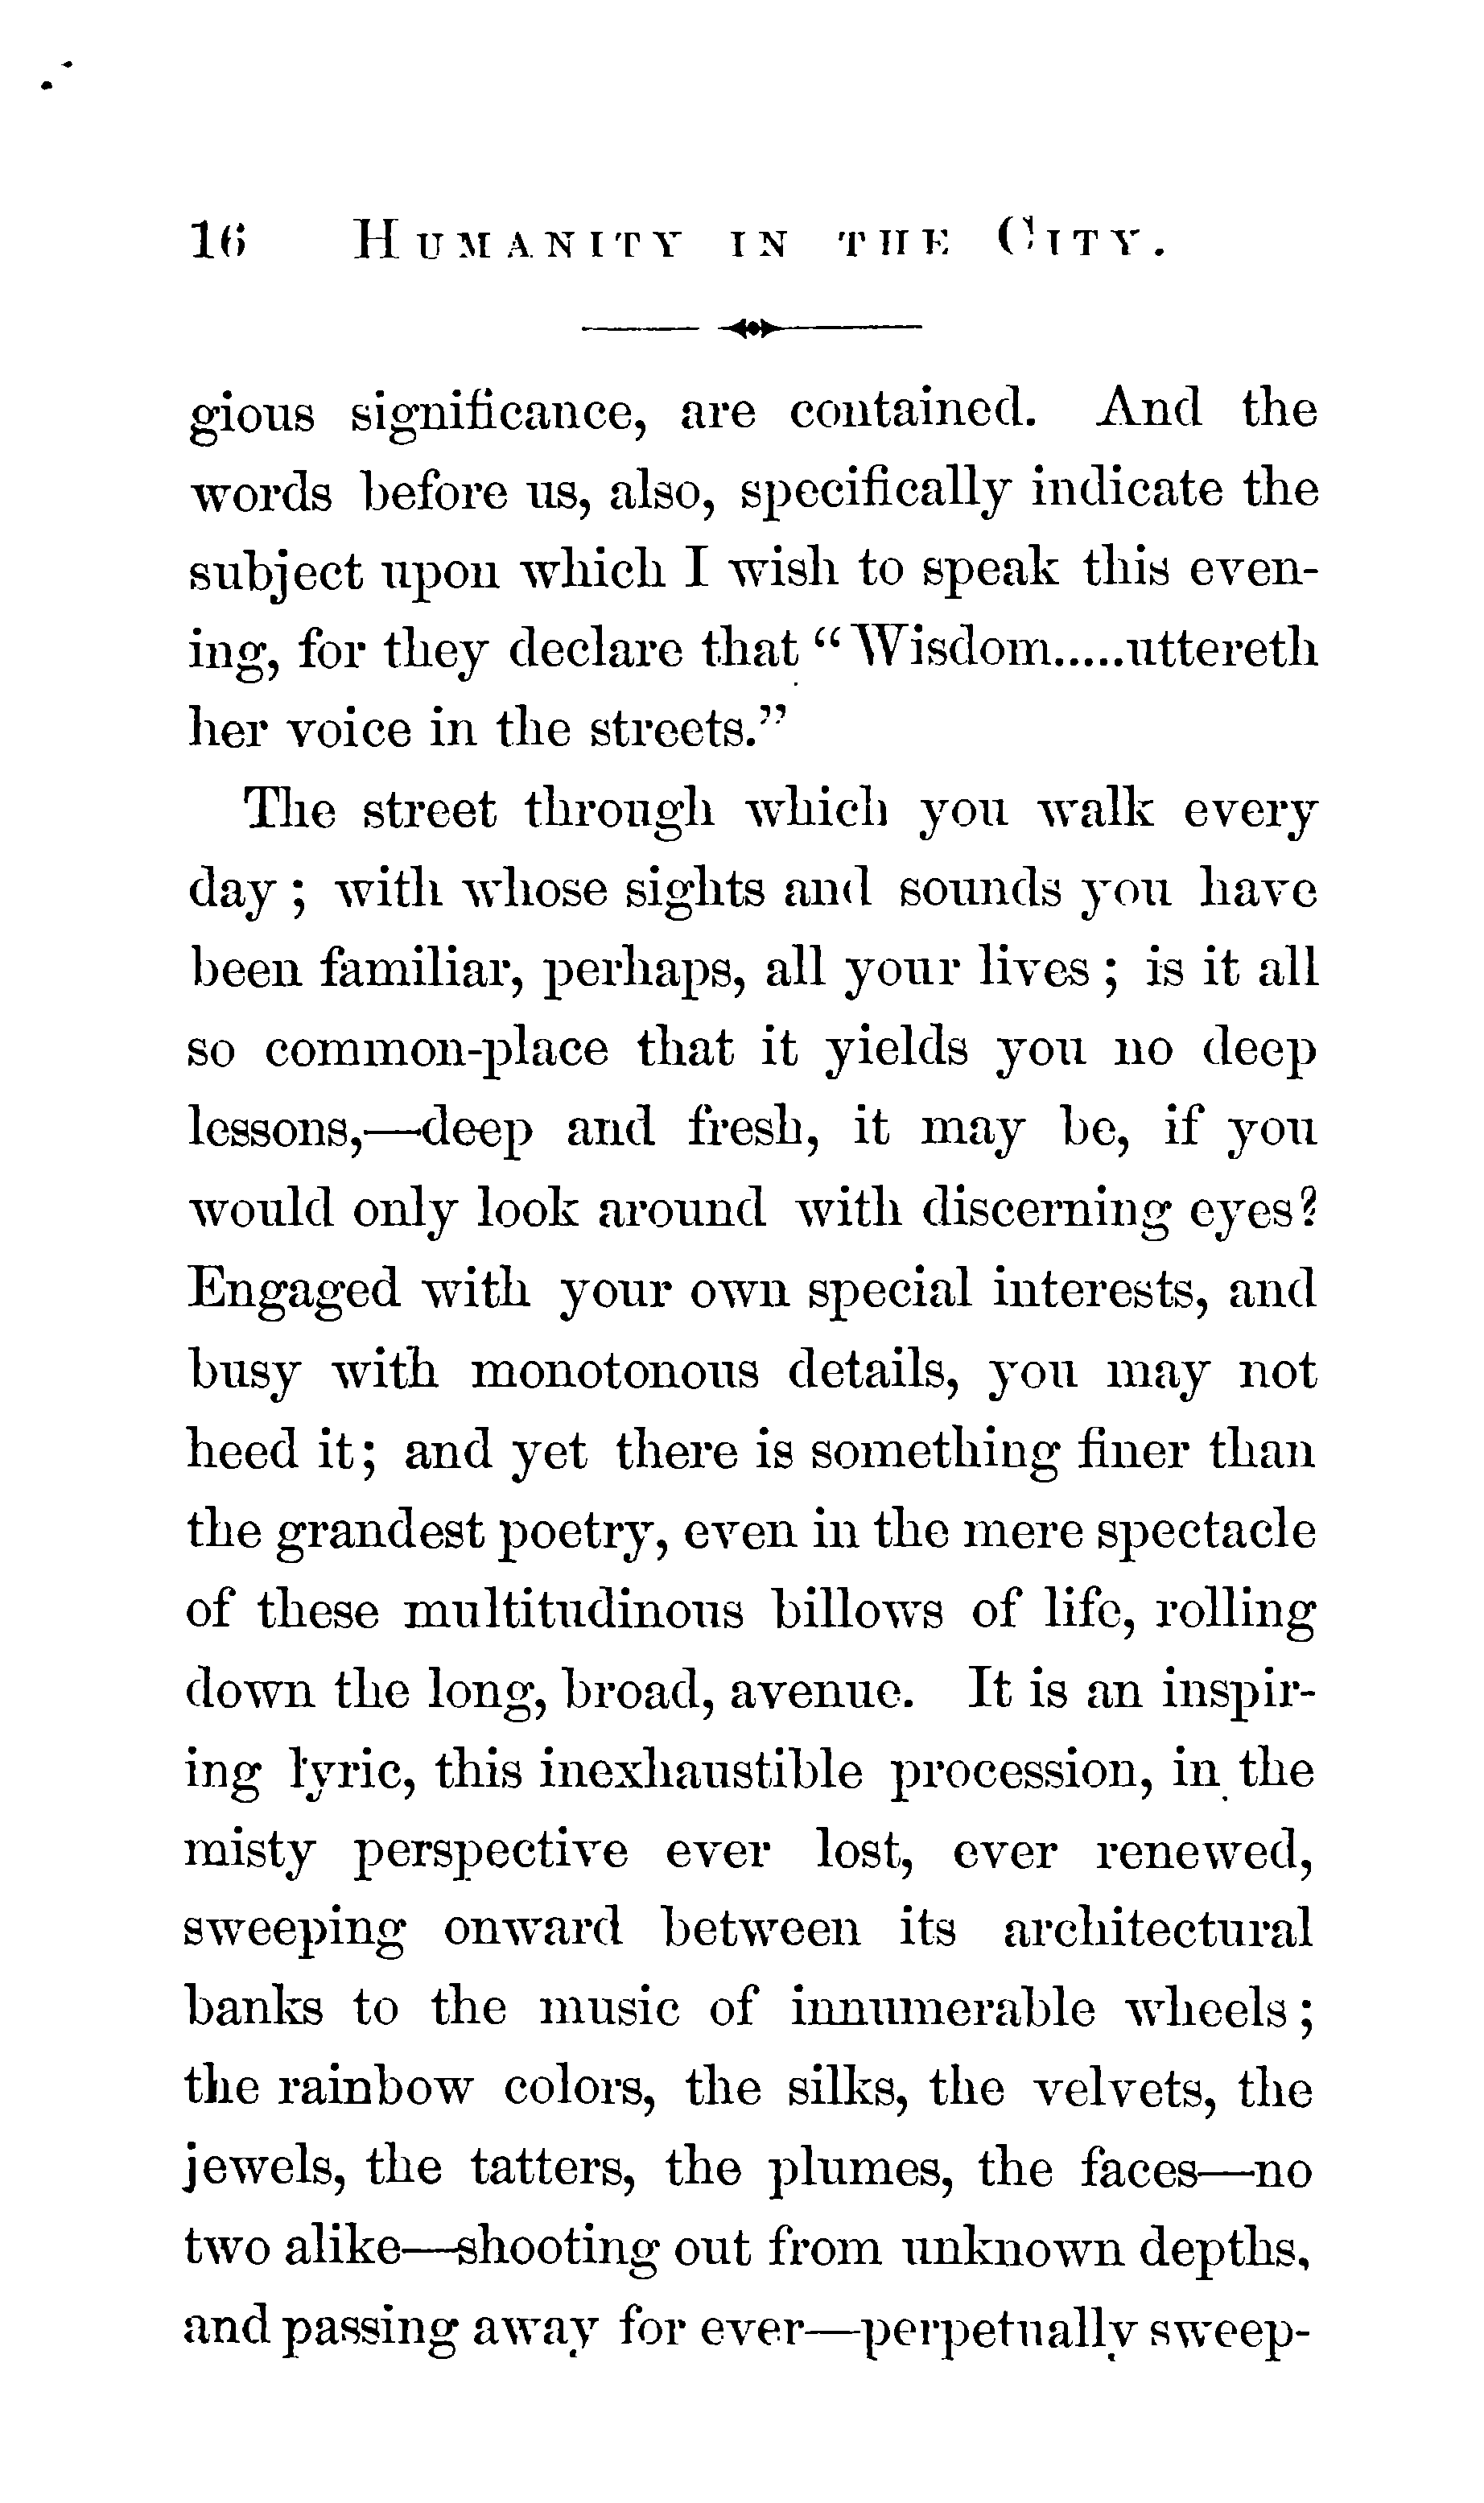 16 HUMANITY IN THE CITY.
gious significance, are contained. And the
words before us, also, specifically indicate the
subject upon which I wish to speak this even-
ing, for they declare that “Wisdom.....uttereth
her voice in the streets.”
The street through which you walk every
day ; with whose sights and sounds you have
been familiar, perhaps, all your lives ; is it all
so common-place that it yields you no deep
lessons,—deep and fresh, it may be, if you
would only look around with discerning eyes?
Engaged with your own special interests, and
busy with monotonous details, you may not
heed it; and yet there is something finer than
the grandest poetry, even in the mere spectacle
of these multitudinous billows of life, rolling
down the long, broad, avenue. It is an inspir-
ing lyric, this inexhaustible procession, in the
misty perspective ever lost, ever renewed,
sweeping onward between its architectural
banks to the music of innumerable wheels ;
the rainbow colors, the silks, the velvets, the
jewels, the tatters, the plumes, the faces—no
two alike—shooting out from unknown depths,
and passing away for ever—perpetually sweep-